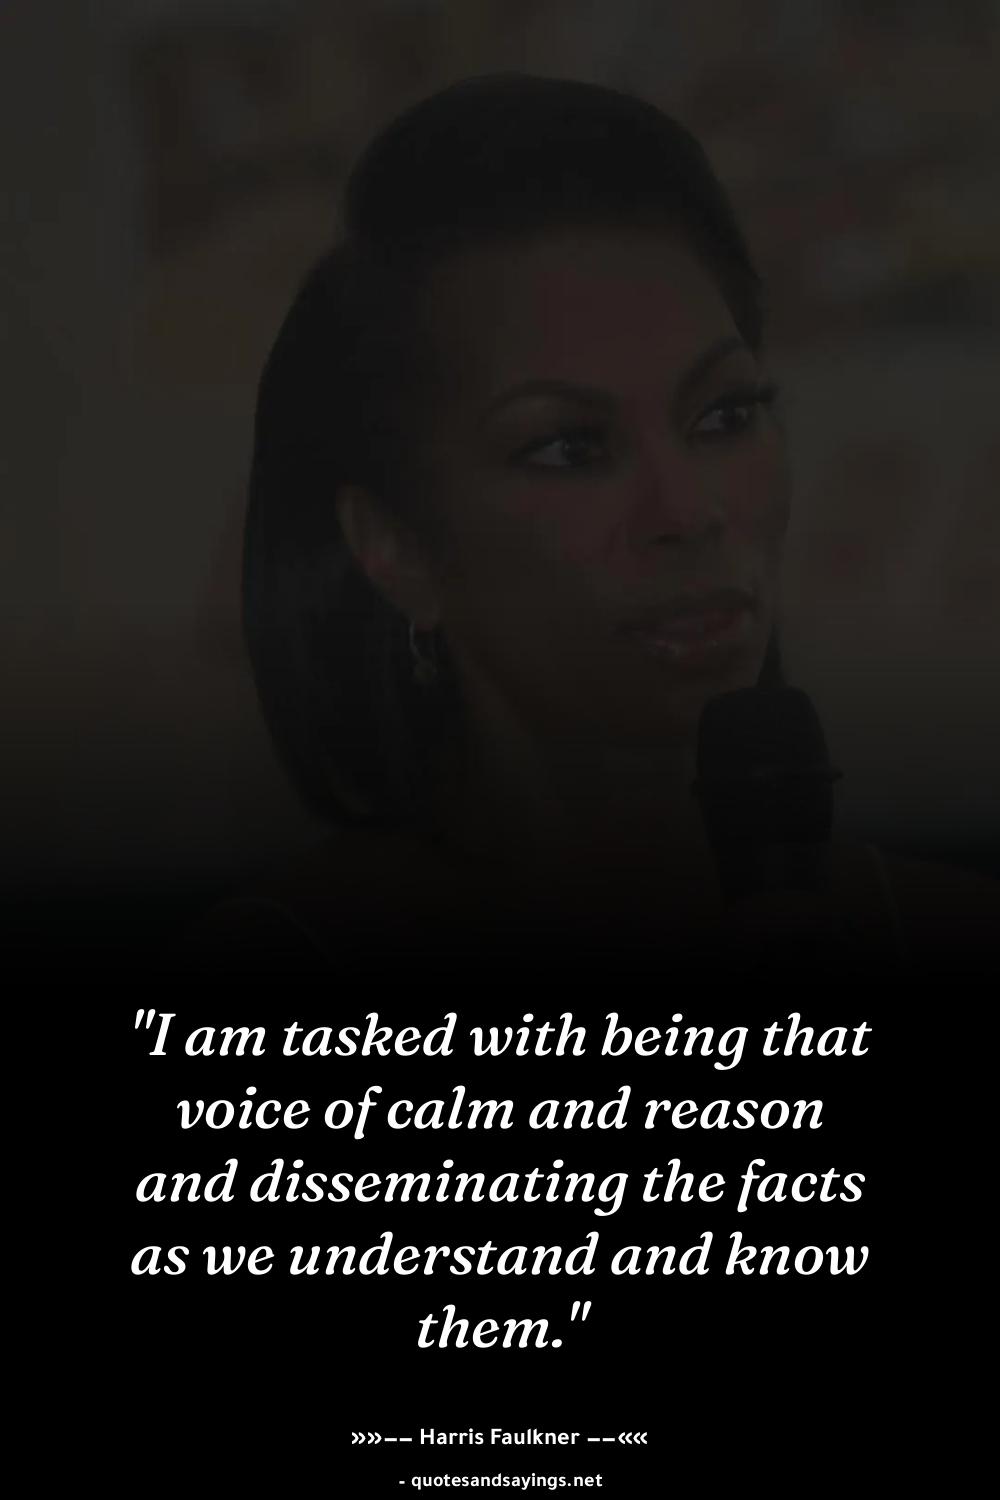 "I am tasked with being that
voice of calm and reason
and disseminating the facts
as we understand and know
them."
»»−− Harris Faulkner −−««
- quotesandsayings.net